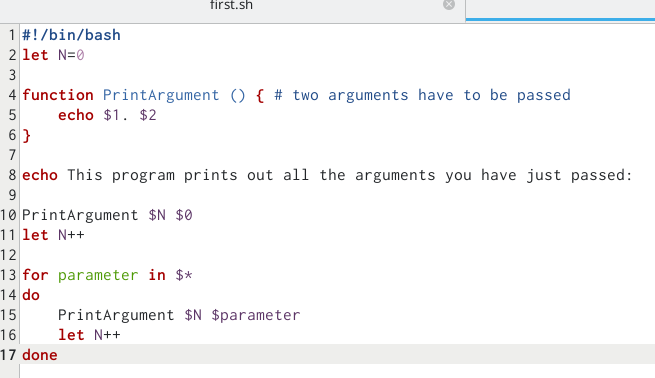 first.sh
1 #!/bin/bash
2 let N=0
3
4 function PrintArgument () { # two arguments have to be passed
5     echo $1. $2
6 }
7
8 echo This program prints out all the arguments you have just passed:
9
10 PrintArgument $N $0
11 let N++
12
13 for parameter in $*
14 do
15     PrintArgument $N $parameter
16     let N++
17 done